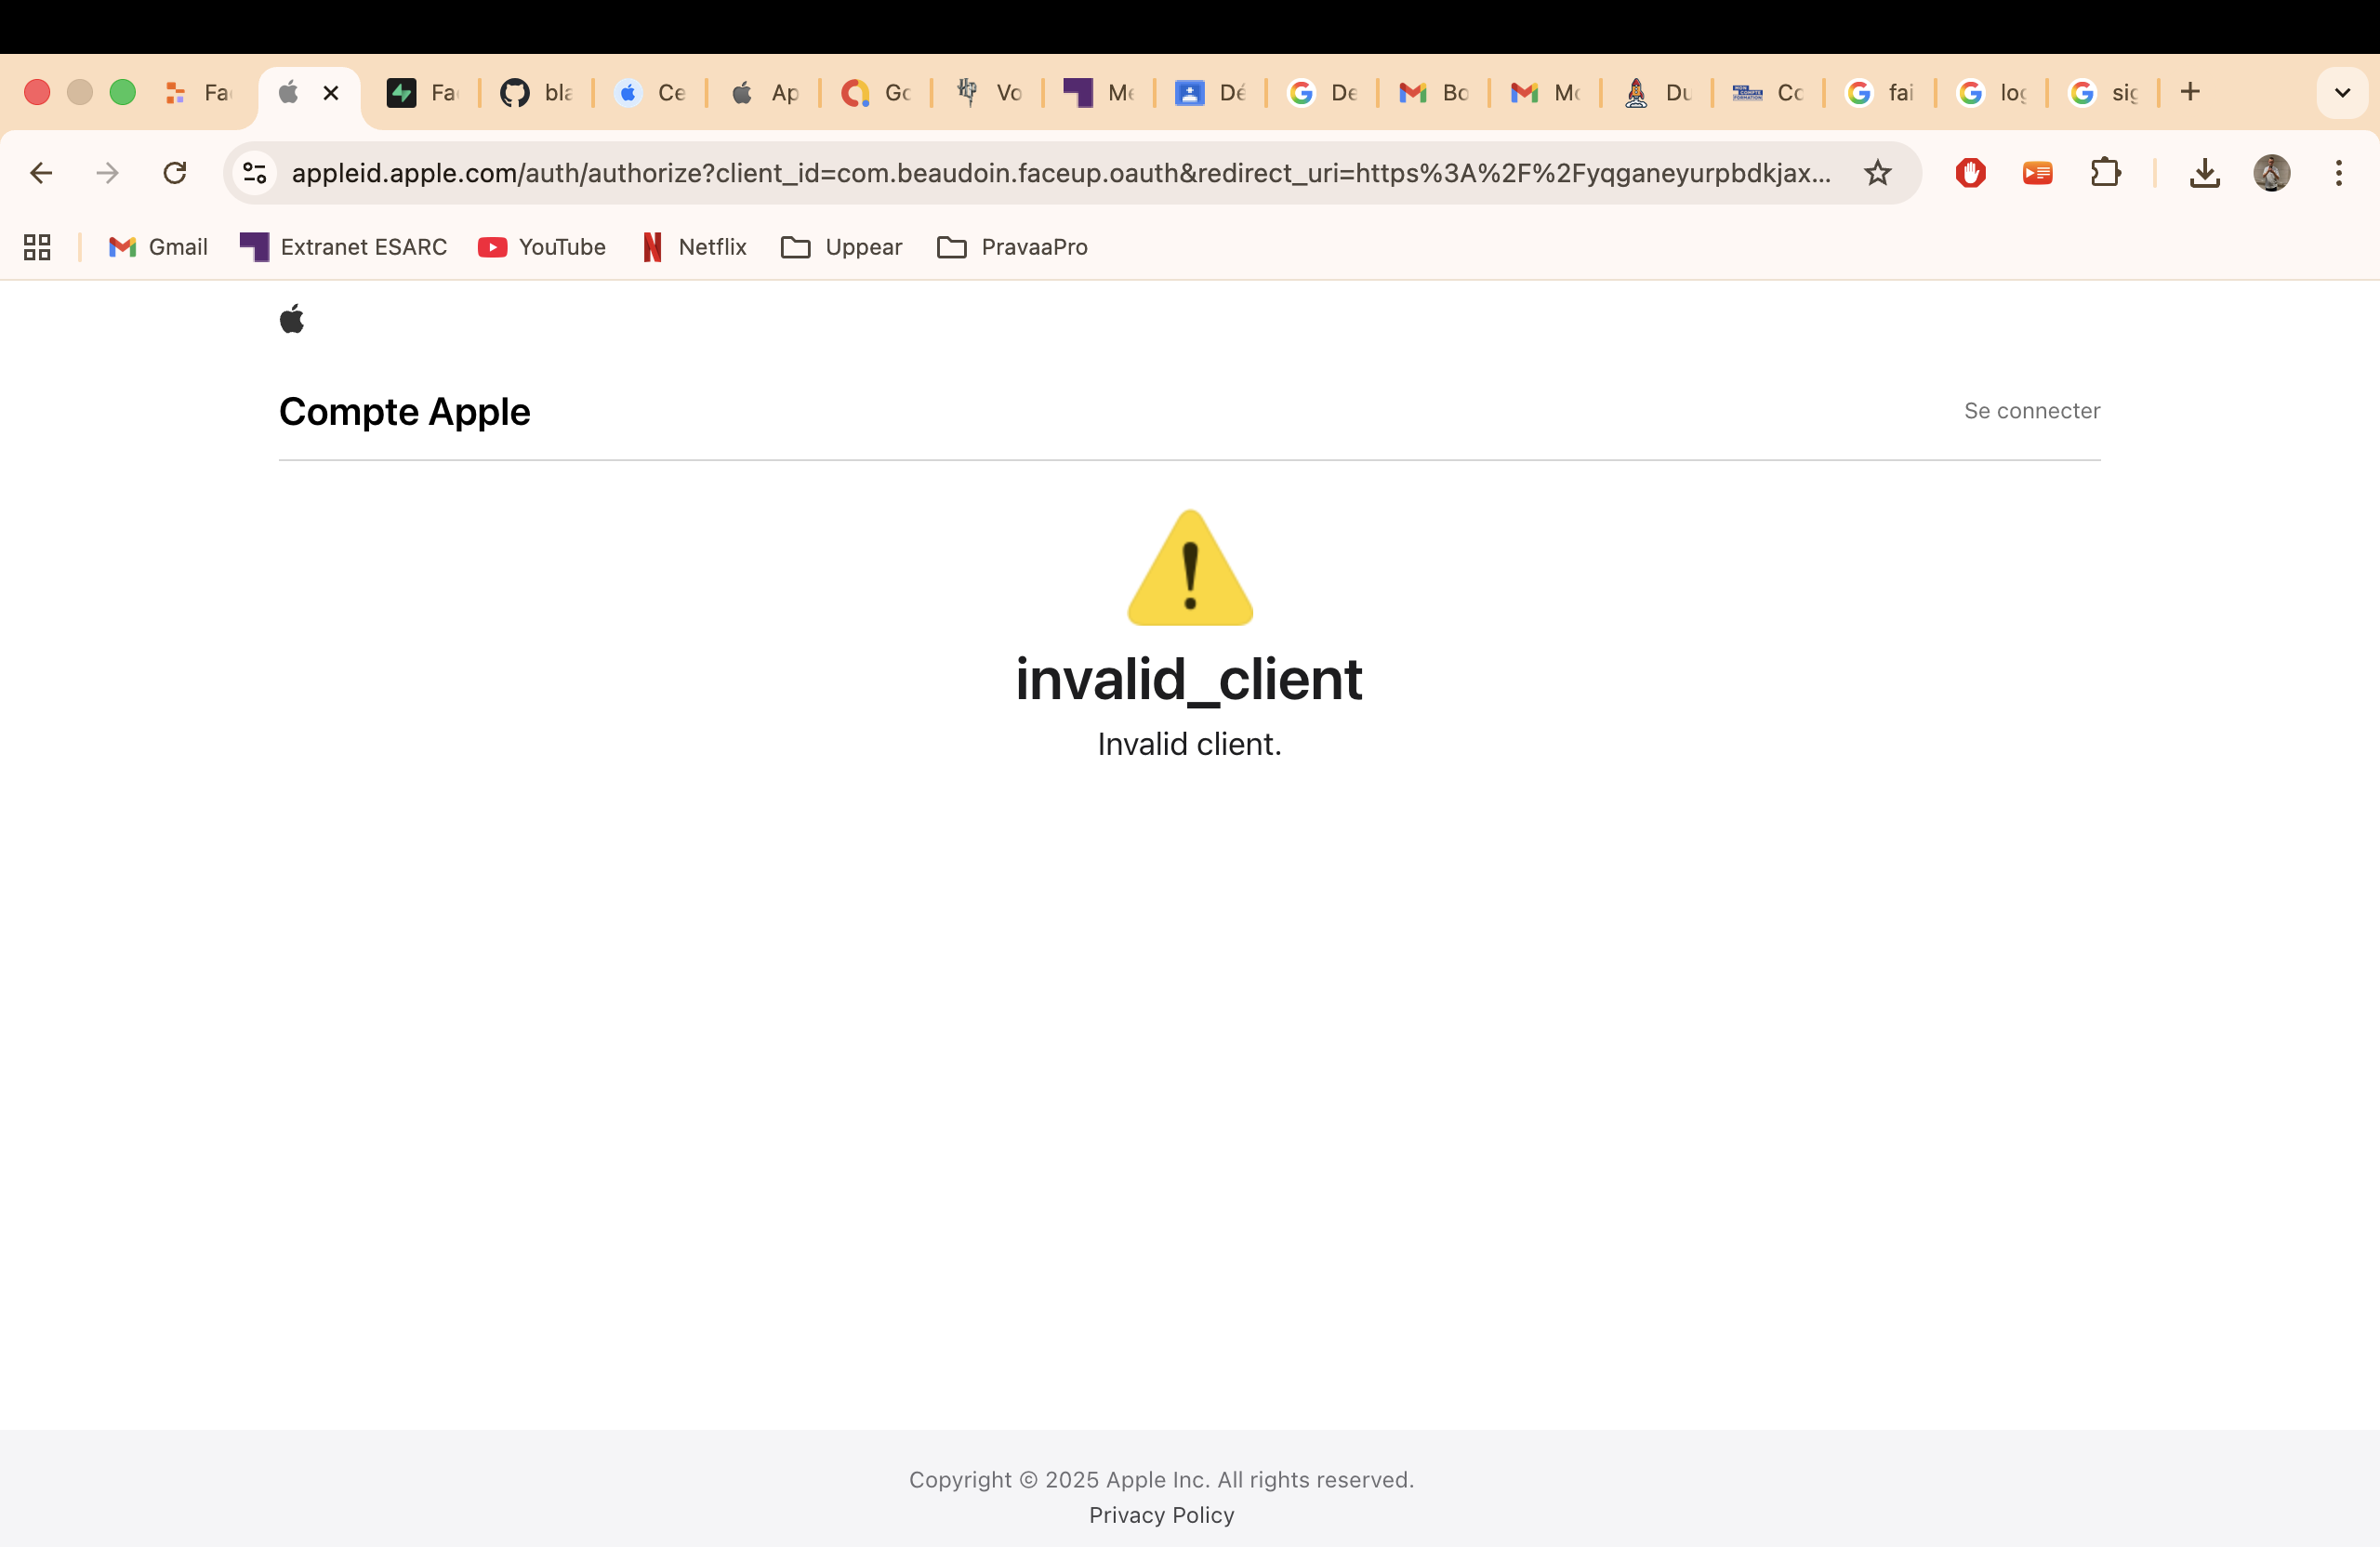 Fa
Fa
bla
Ce
Ap
Go
Vo
Me
Dé
De
Bo
Mo
Du
Co
fai
log
sig
appleid.apple.com/auth/authorize?client_id=com.beaudoin.faceup.oauth&redirect_uri=https%3A%2F%2Fyqganeyurpbdkjax...
Gmail
Extranet ESARC
YouTube
Netflix
Uppear
PravaaPro
Compte Apple
Se connecter
invalid_client
Invalid client.
Copyright © 2025 Apple Inc. All rights reserved.
Privacy Policy